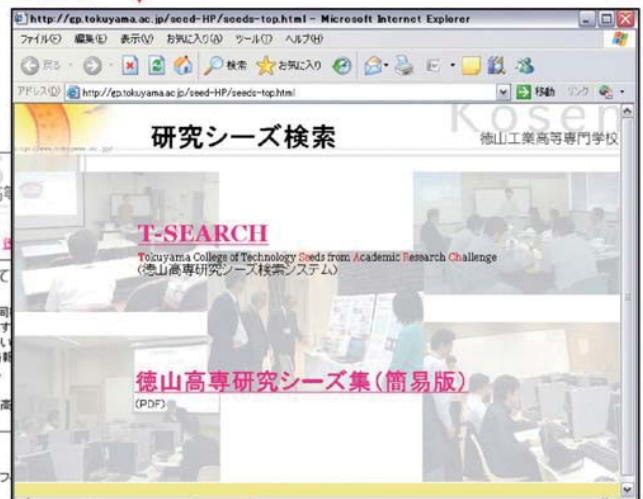 http://gp.tokuyama.ac.jp/seed-HP/seeds-top.html - Microsoft Internet Explorer
ファイル(F) 編集(E) 表示(V) お気に入り(A) ツール(T) ヘルプ(H)
戻る 検索 お気に入り
アドレス(D) http://gp.tokuyama.ac.jp/seed-HP/seeds-top.html 移動 リンク
Kosen
研究シーズ検索
徳山工業高等専門学校
T-SEARCH
Tokuyama College of Technology Seeds from Academic Research Challenge
(徳山高専研究シーズ検索システム)
徳山高専研究シーズ集(簡易版)
(PDF)